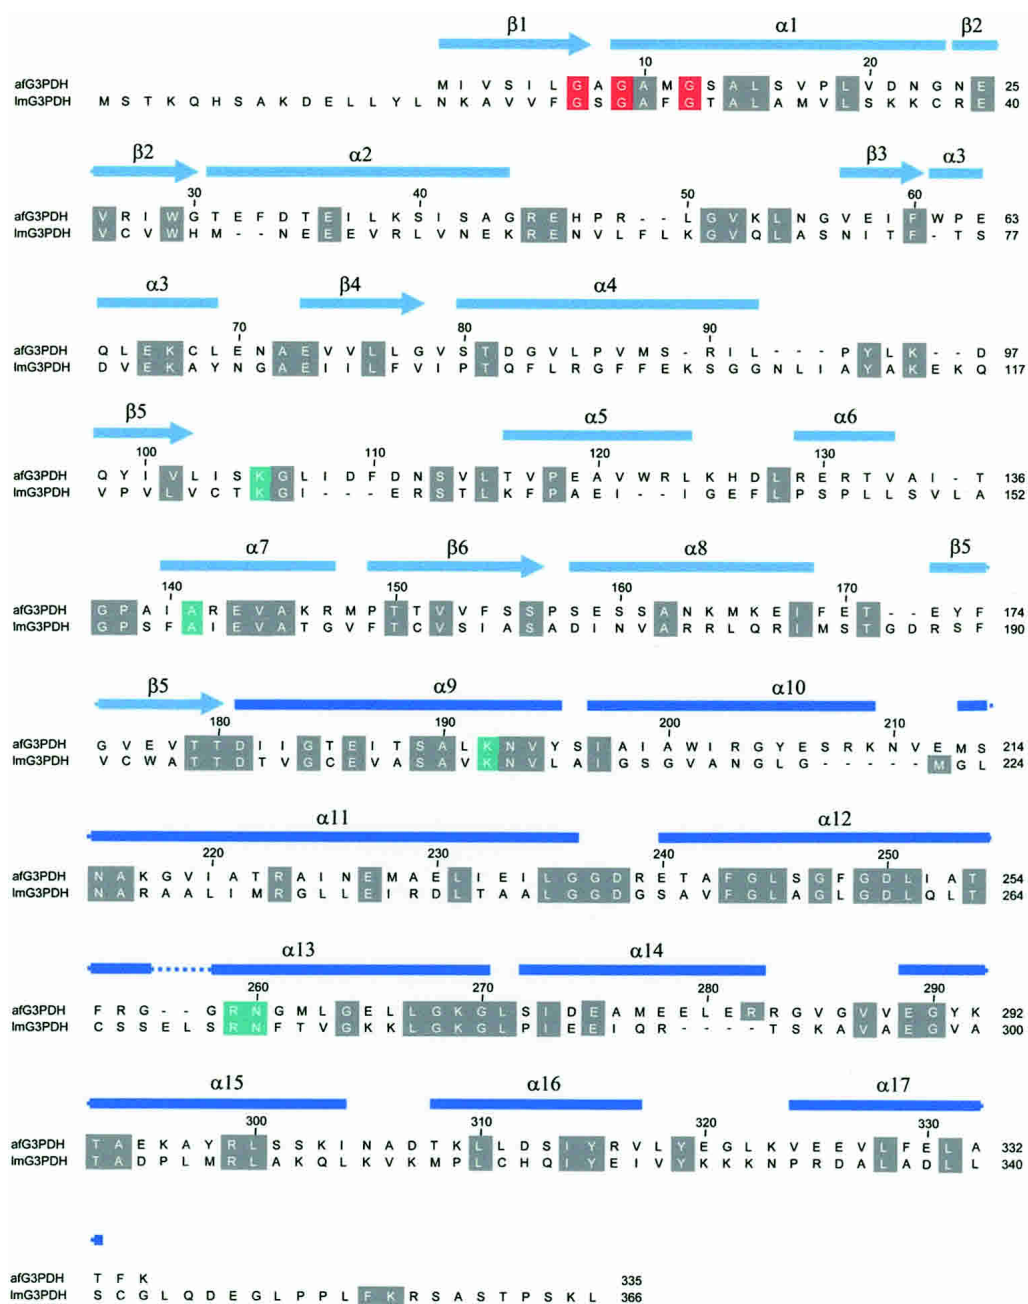 β1 α1 β2
10 20
afG3PDH M I V S I L G A G A M G S A L S V P L V D N G N E 25
lmG3PDH M S T K Q H S A K D E L L Y L N K A V V F G S G A F G T A L A M V L S K K C R E 40
β2 α2 β3 α3
30 40 50 60
afG3PDH V R I W G T E F D T E I L K S I S A G R E H P R - - L G V K L N G V E I F W P E 63
lmG3PDH V C V W H M - - N E E V R L V N E K R E N V L F L K G V Q L A S N I T F - T S 77
α3 β4 α4
70 80 90
afG3PDH Q L E K C L E N A E V V L L G V S T D G V L P V M S - R I L - - - P Y L K - - D 97
lmG3PDH D V E K A Y N G A E I I L F V I P T Q F L R G F F E K S G G N L I A Y A K E K Q 117
β5 α5 α6
100 110 120 130
afG3PDH Q Y I V L I S K G L I D F D N S V L T V P E A V W R L K H D L R E R T V A I - T 136
lmG3PDH V P V L V C T K G I - - - E R S T L K F P A E I - - I G E F L P S P L L S V L A 152
α7 β6 α8 β5
140 150 160 170
afG3PDH G P A I A R E V A K R M P T T V V F S S P S E S S A N K M K E I F E T - - E Y F 174
lmG3PDH G P S F A I E V A T G V F T C V S I A S A D I N V A R R L Q R I M S T G D R S F 190
β5 α9 α10
180 190 200 210
afG3PDH G V E V T T D I I G T E I T S A L K N V Y S I A I A W I R G Y E S R K N V E M S 214
lmG3PDH V C W A T T D T V G C E V A S A V K N V L A I G S G V A N G L G - - - - - M G L 224
α11 α12
220 230 240 250
afG3PDH N A K G V I A T R A I N E M A E L I E I L G G D R E T A F G L S G F G D L I A T 254
lmG3PDH N A R A A L I M R G L L E I R D L T A A L G G D G S A V F G L A G L G D L Q L T 264
α13 α14
260 270 280 290
afG3PDH F R G - - G R N G M L G E L L G K G L S I D E A M E E L E R R G V G V V E G Y K 292
lmG3PDH C S S E L S R N F T V G K K L G K G L P I E E I Q R - - - - T S K A V A E G V A 300
α15 α16 α17
300 310 320 330
afG3PDH T A E K A Y R L S S K I N A D T K L L D S I Y R V L Y E G L K V E E V L F E L A 332
lmG3PDH T A D P L M R L A K Q L K V K M P L C H Q I Y E I V Y K K K N P R D A L A D L L 340
afG3PDH T F K 335
lmG3PDH S C G L Q D E G L P P L F K R S A S T P S K L 366